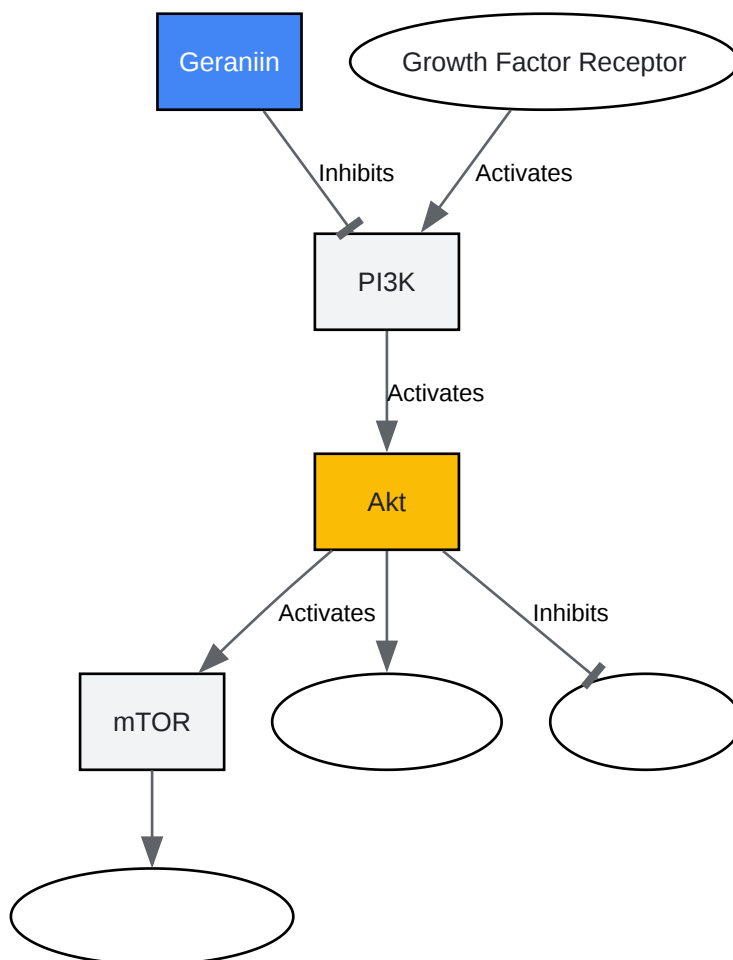 Geraniin
Growth Factor Receptor
Inhibits
Activates
PI3K
Activates
Akt
Activates
Inhibits
mTOR